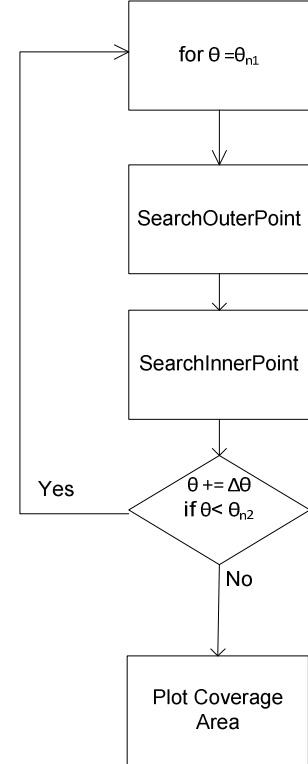 for θ =θn1
SearchOuterPoint
SearchInnerPoint
θ += Δθ
if θ< θn2
Yes
No
Plot Coverage
Area